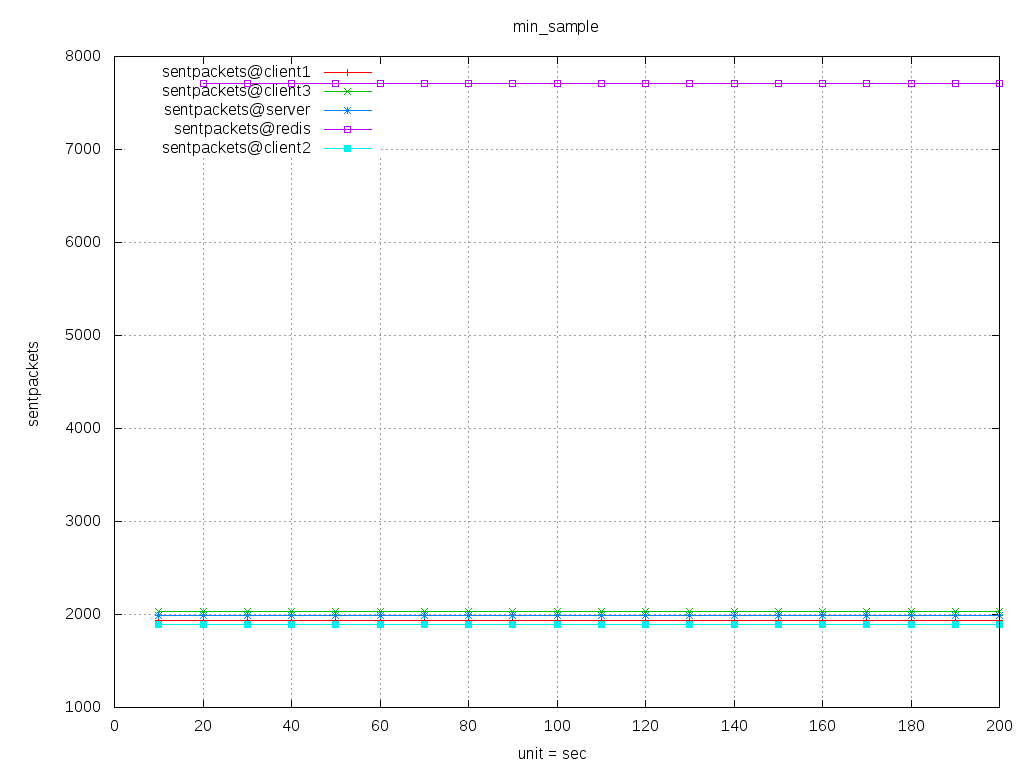 min_sample
8000
7000
6000
5000
4000
3000
2000
1000
sentpackets
sentpackets@client1
sentpackets@client3
sentpackets@server
sentpackets@redis
sentpackets@client2
0 20 40 60 80 100 120 140 160 180 200
unit = sec